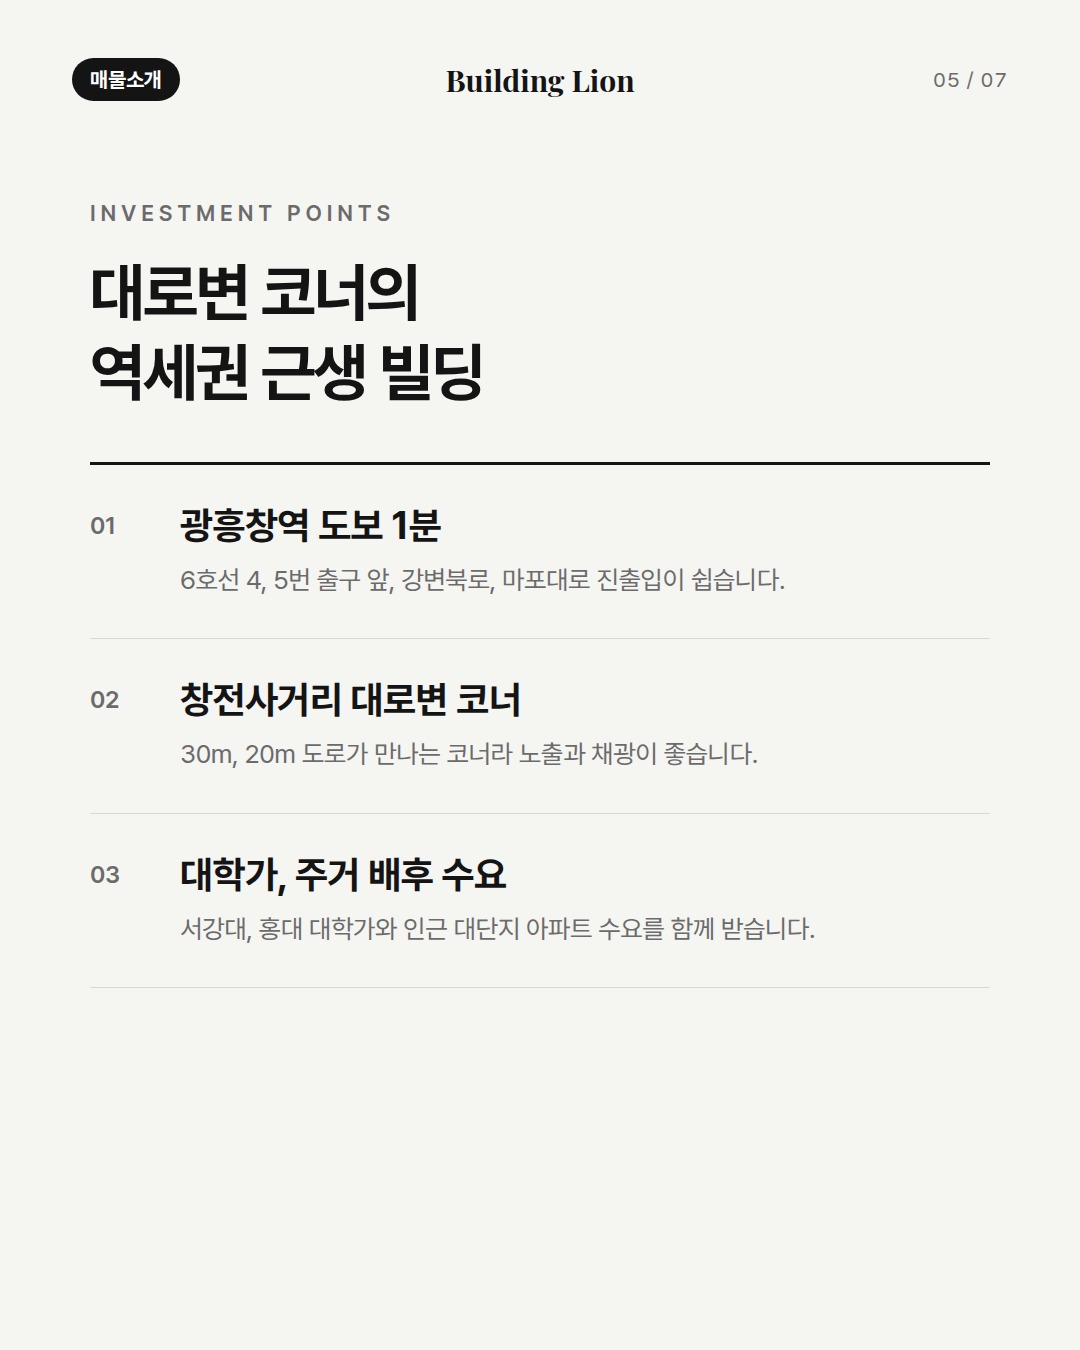 매물소개
Building Lion
05 / 07
INVESTMENT POINTS
대로변 코너의
역세권 근생 빌딩
01
광흥창역 도보 1분
6호선 4, 5번 출구 앞, 강변북로, 마포대로 진출입이 쉽습니다.
02
창전사거리 대로변 코너
30m, 20m 도로가 만나는 코너라 노출과 채광이 좋습니다.
03
대학가, 주거 배후 수요
서강대, 홍대 대학가와 인근 대단지 아파트 수요를 함께 받습니다.